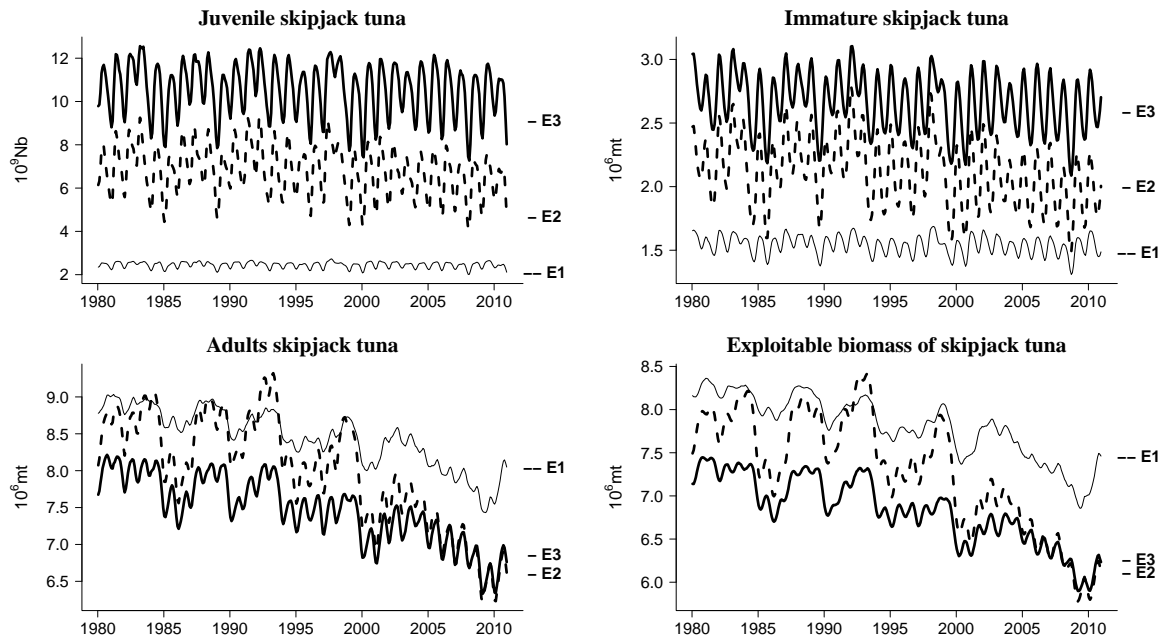 Juvenile skipjack tuna
10⁹Nb
12
10
8
6
4
2
1980 1985 1990 1995 2000 2005 2010
– E3
– E2
–– E1
Immature skipjack tuna
10⁶mt
3.0
2.5
2.0
1.5
1980 1985 1990 1995 2000 2005 2010
– E3
– E2
–– E1
Adults skipjack tuna
10⁶mt
9.0
8.5
8.0
7.5
7.0
6.5
1980 1985 1990 1995 2000 2005 2010
–– E1
– E3
– E2
Exploitable biomass of skipjack tuna
10⁶mt
8.5
8.0
7.5
7.0
6.5
6.0
1980 1985 1990 1995 2000 2005 2010
–– E1
– E3
– E2